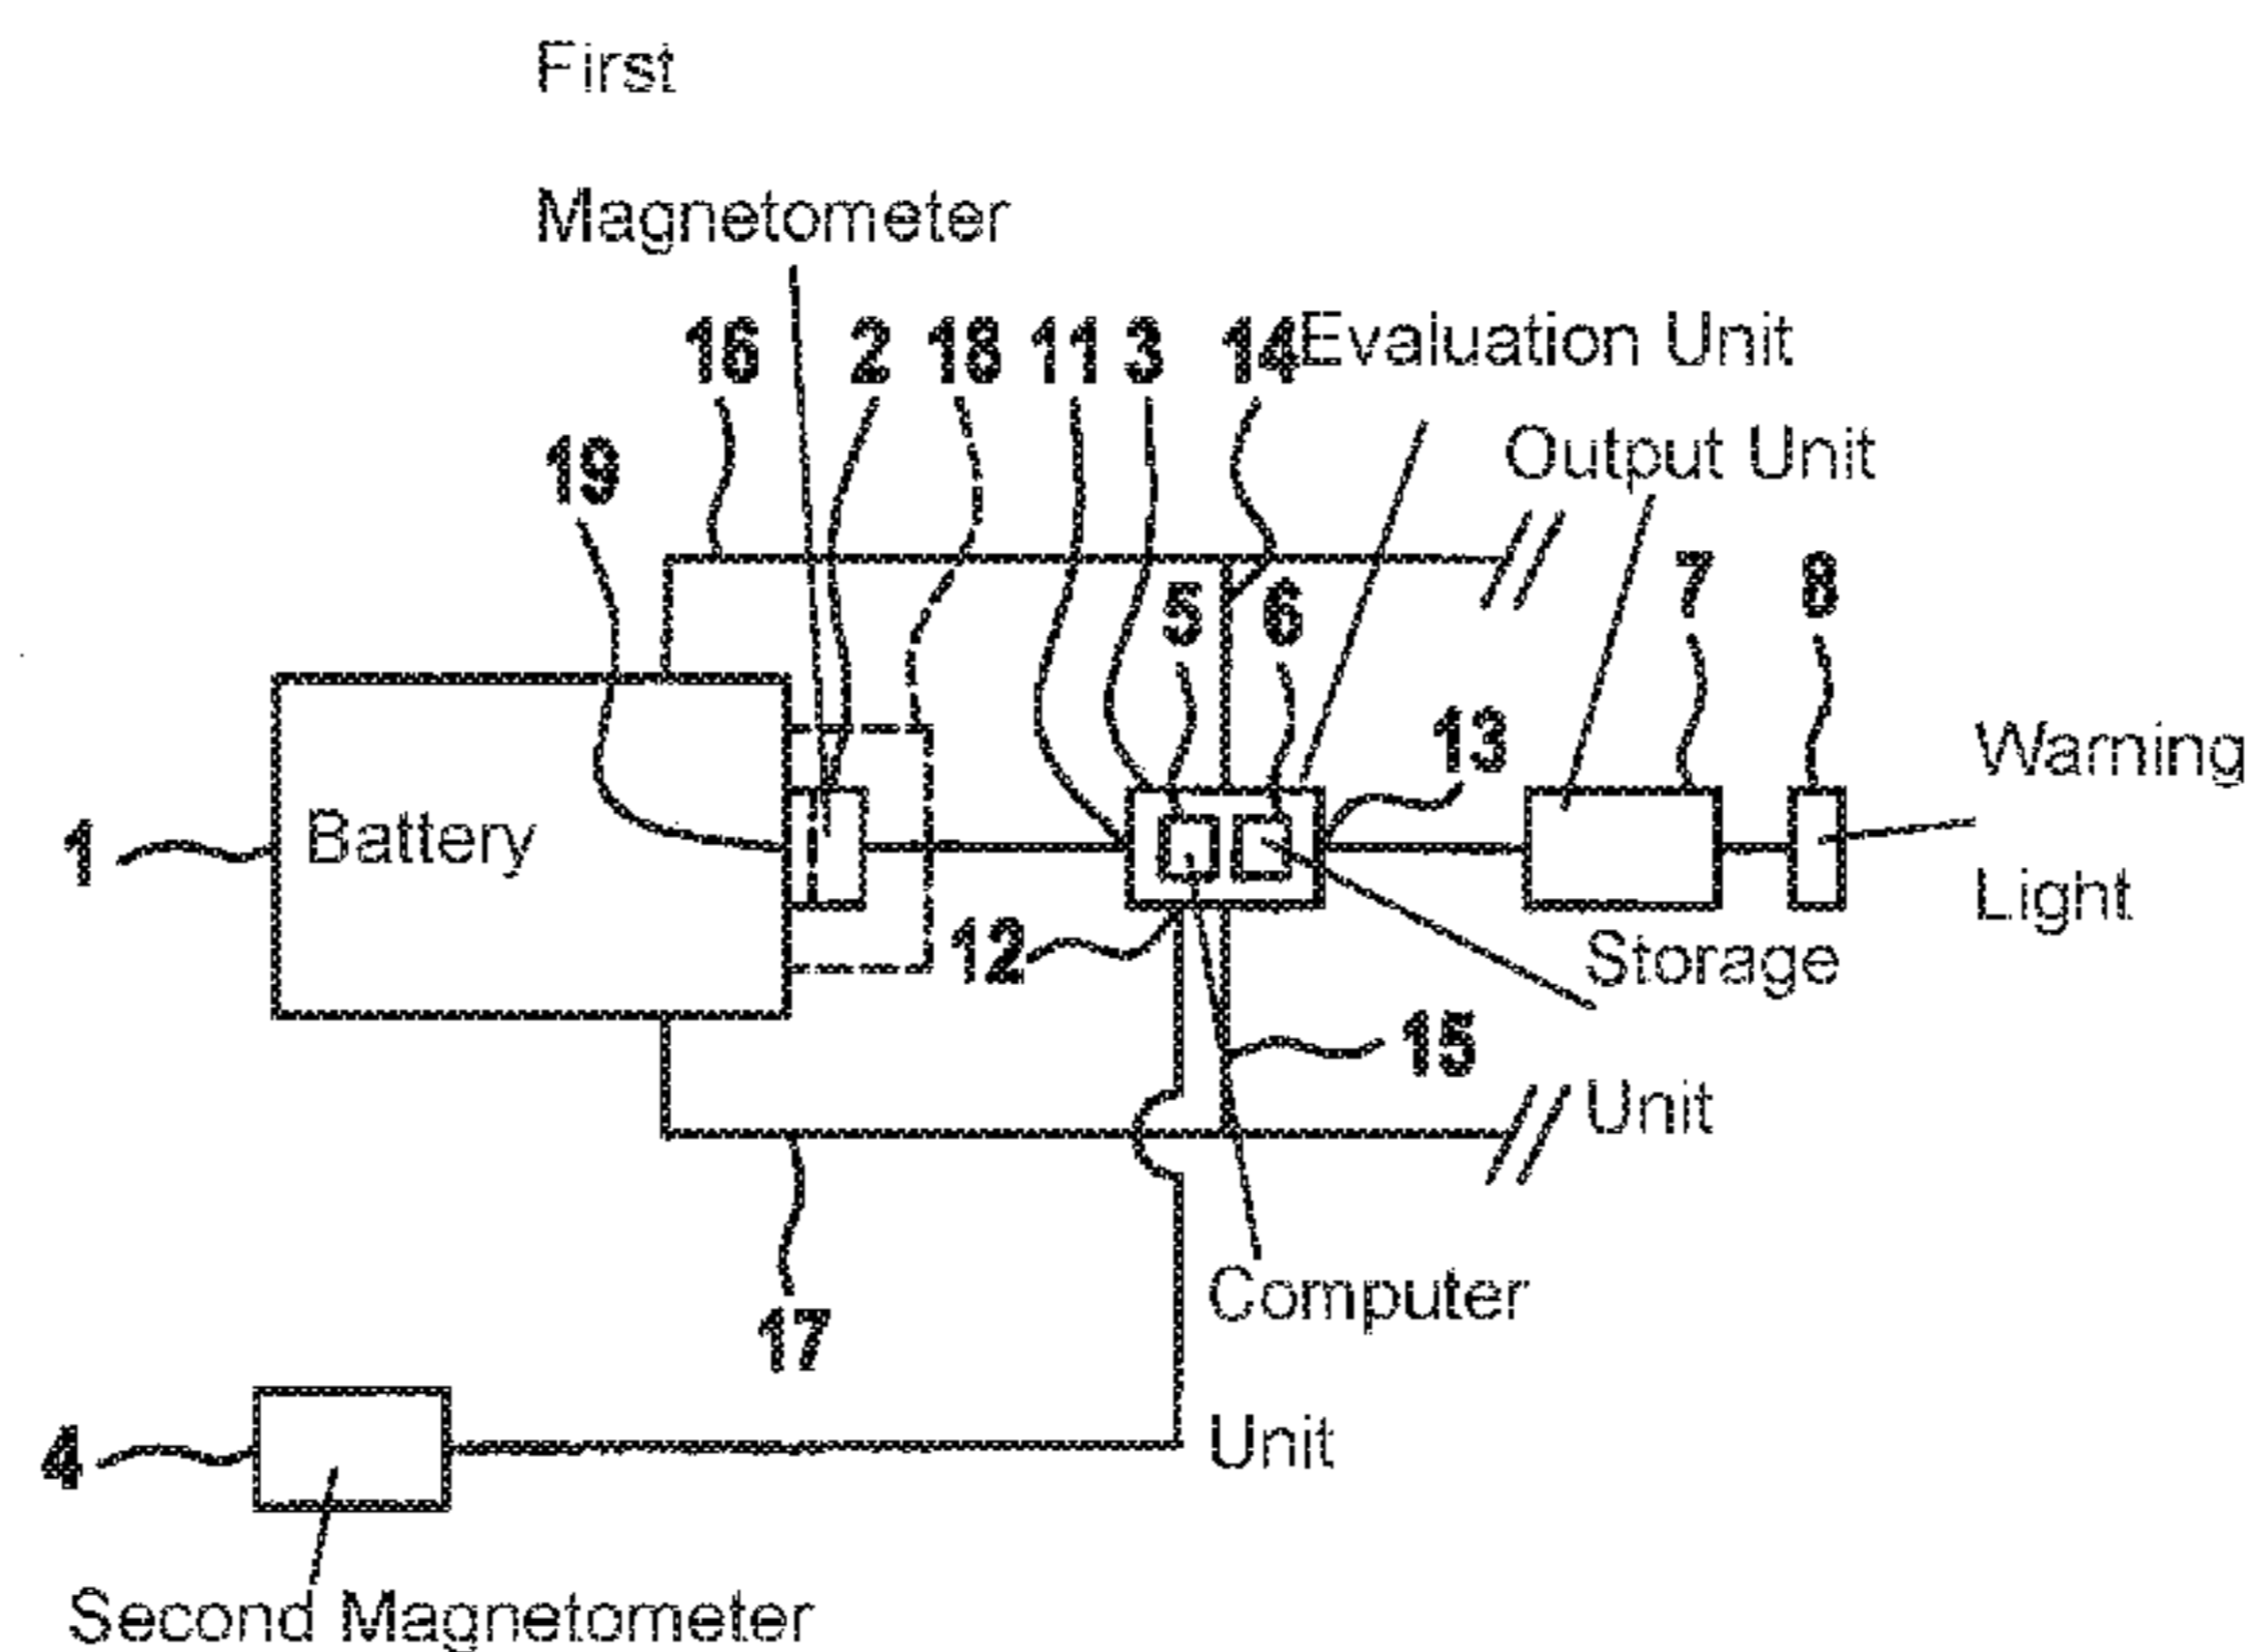 First
Magnetometer
16 2 18 11 3 14 Evaluation Unit
Output Unit
19
5 6 7 8
13
Warning
1 Battery
Light
12 Storage
15
Unit
Computer
17
4 Unit
Second Magnetometer